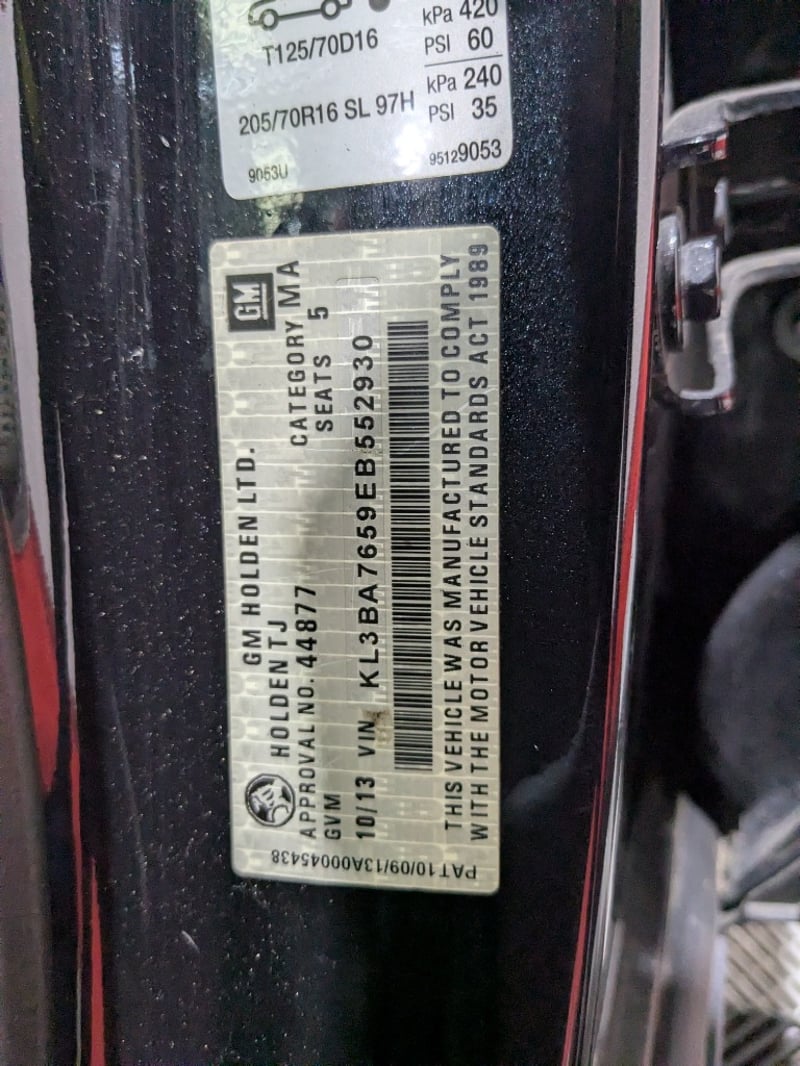 T125/70D16
kPa 420
PSI 60
205/70R16 SL 97H
kPa 240
PSI 35
9053U
95129053
GM
GM HOLDEN LTD.
HOLDEN TJ
CATEGORY MA
APPROVAL NO. 44877
SEATS 5
GVM
10/13 VIN KL3BA7659EB552930
THIS VEHICLE WAS MANUFACTURED TO COMPLY
WITH THE MOTOR VEHICLE STANDARDS ACT 1989
PAT10/09/13A00045438